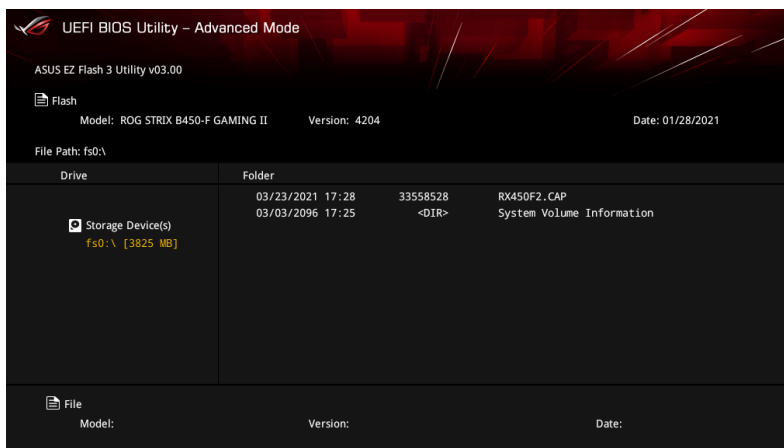 UEFI BIOS Utility – Advanced Mode
ASUS EZ Flash 3 Utility v03.00
Flash
Model: ROG STRIX B450-F GAMING II Version: 4204 Date: 01/28/2021
File Path: fs0:\
Drive Folder
03/23/2021 17:28 33558528 RX450F2.CAP
03/03/2096 17:25 <DIR> System Volume Information
Storage Device(s)
fs0:\ [3825 MB]
File
Model: Version: Date: